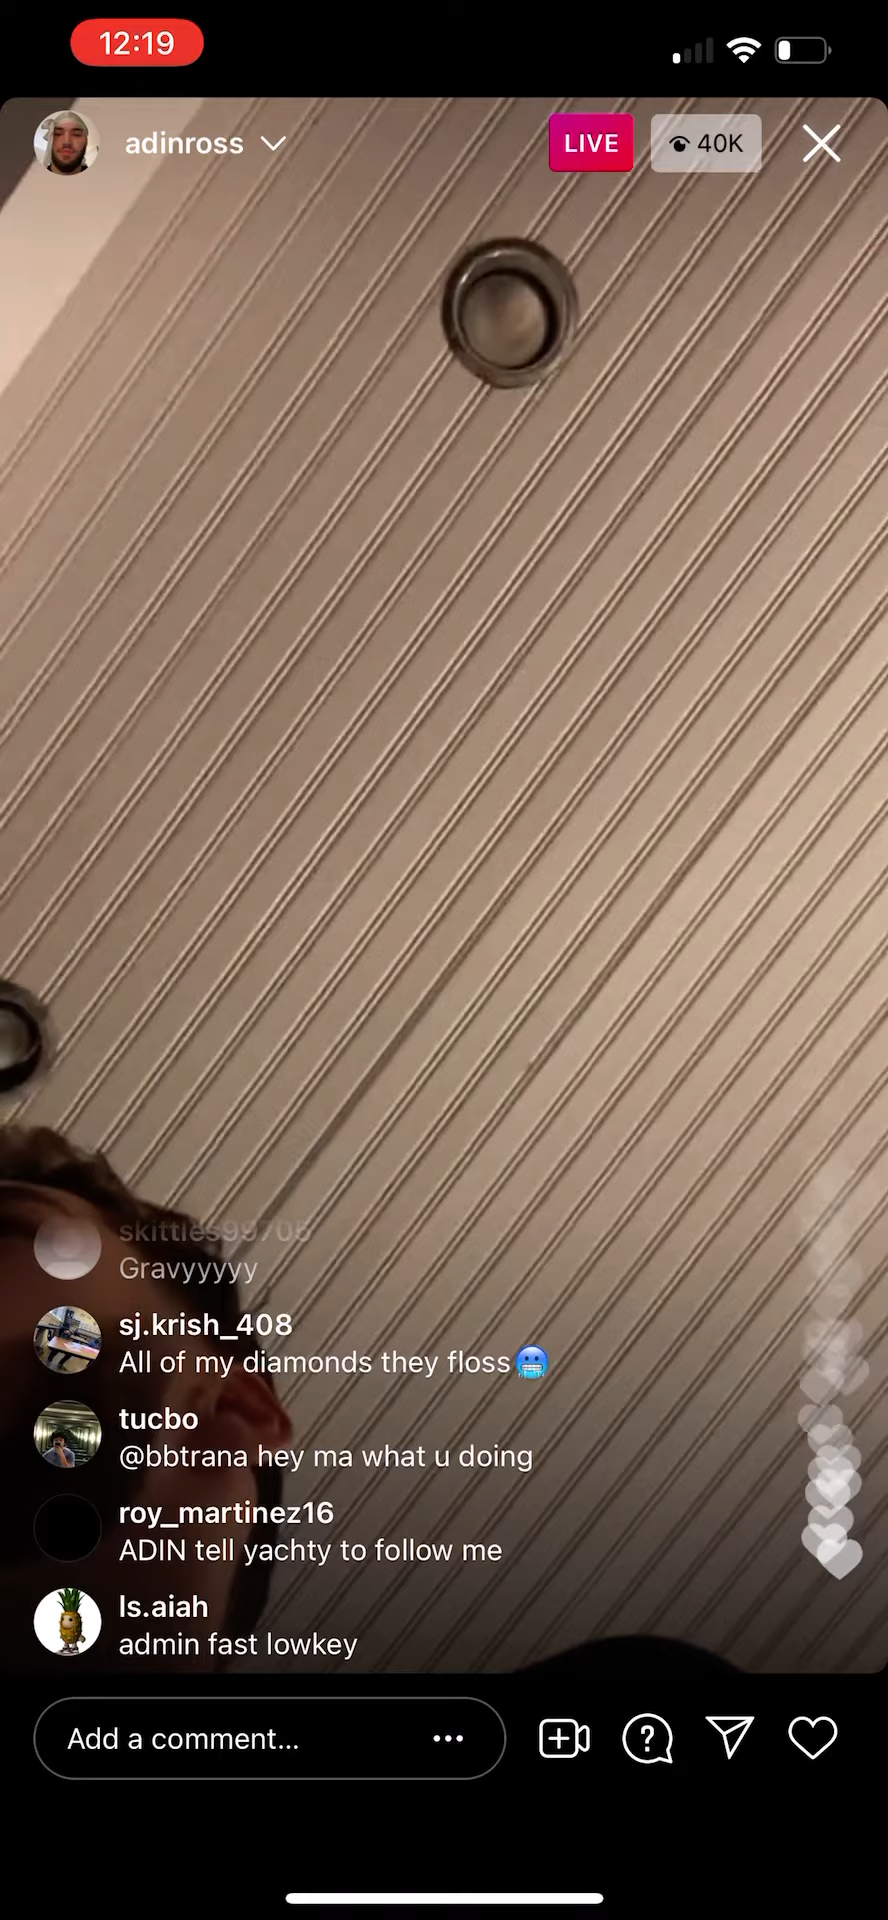 12:19
adinross
LIVE
40K
skittles99705
Gravyyyyy
sj.krish_408
All of my diamonds they floss🥶
tucbo
@bbtrana hey ma what u doing
roy_martinez16
ADIN tell yachty to follow me
ls.aiah
admin fast lowkey
Add a comment...